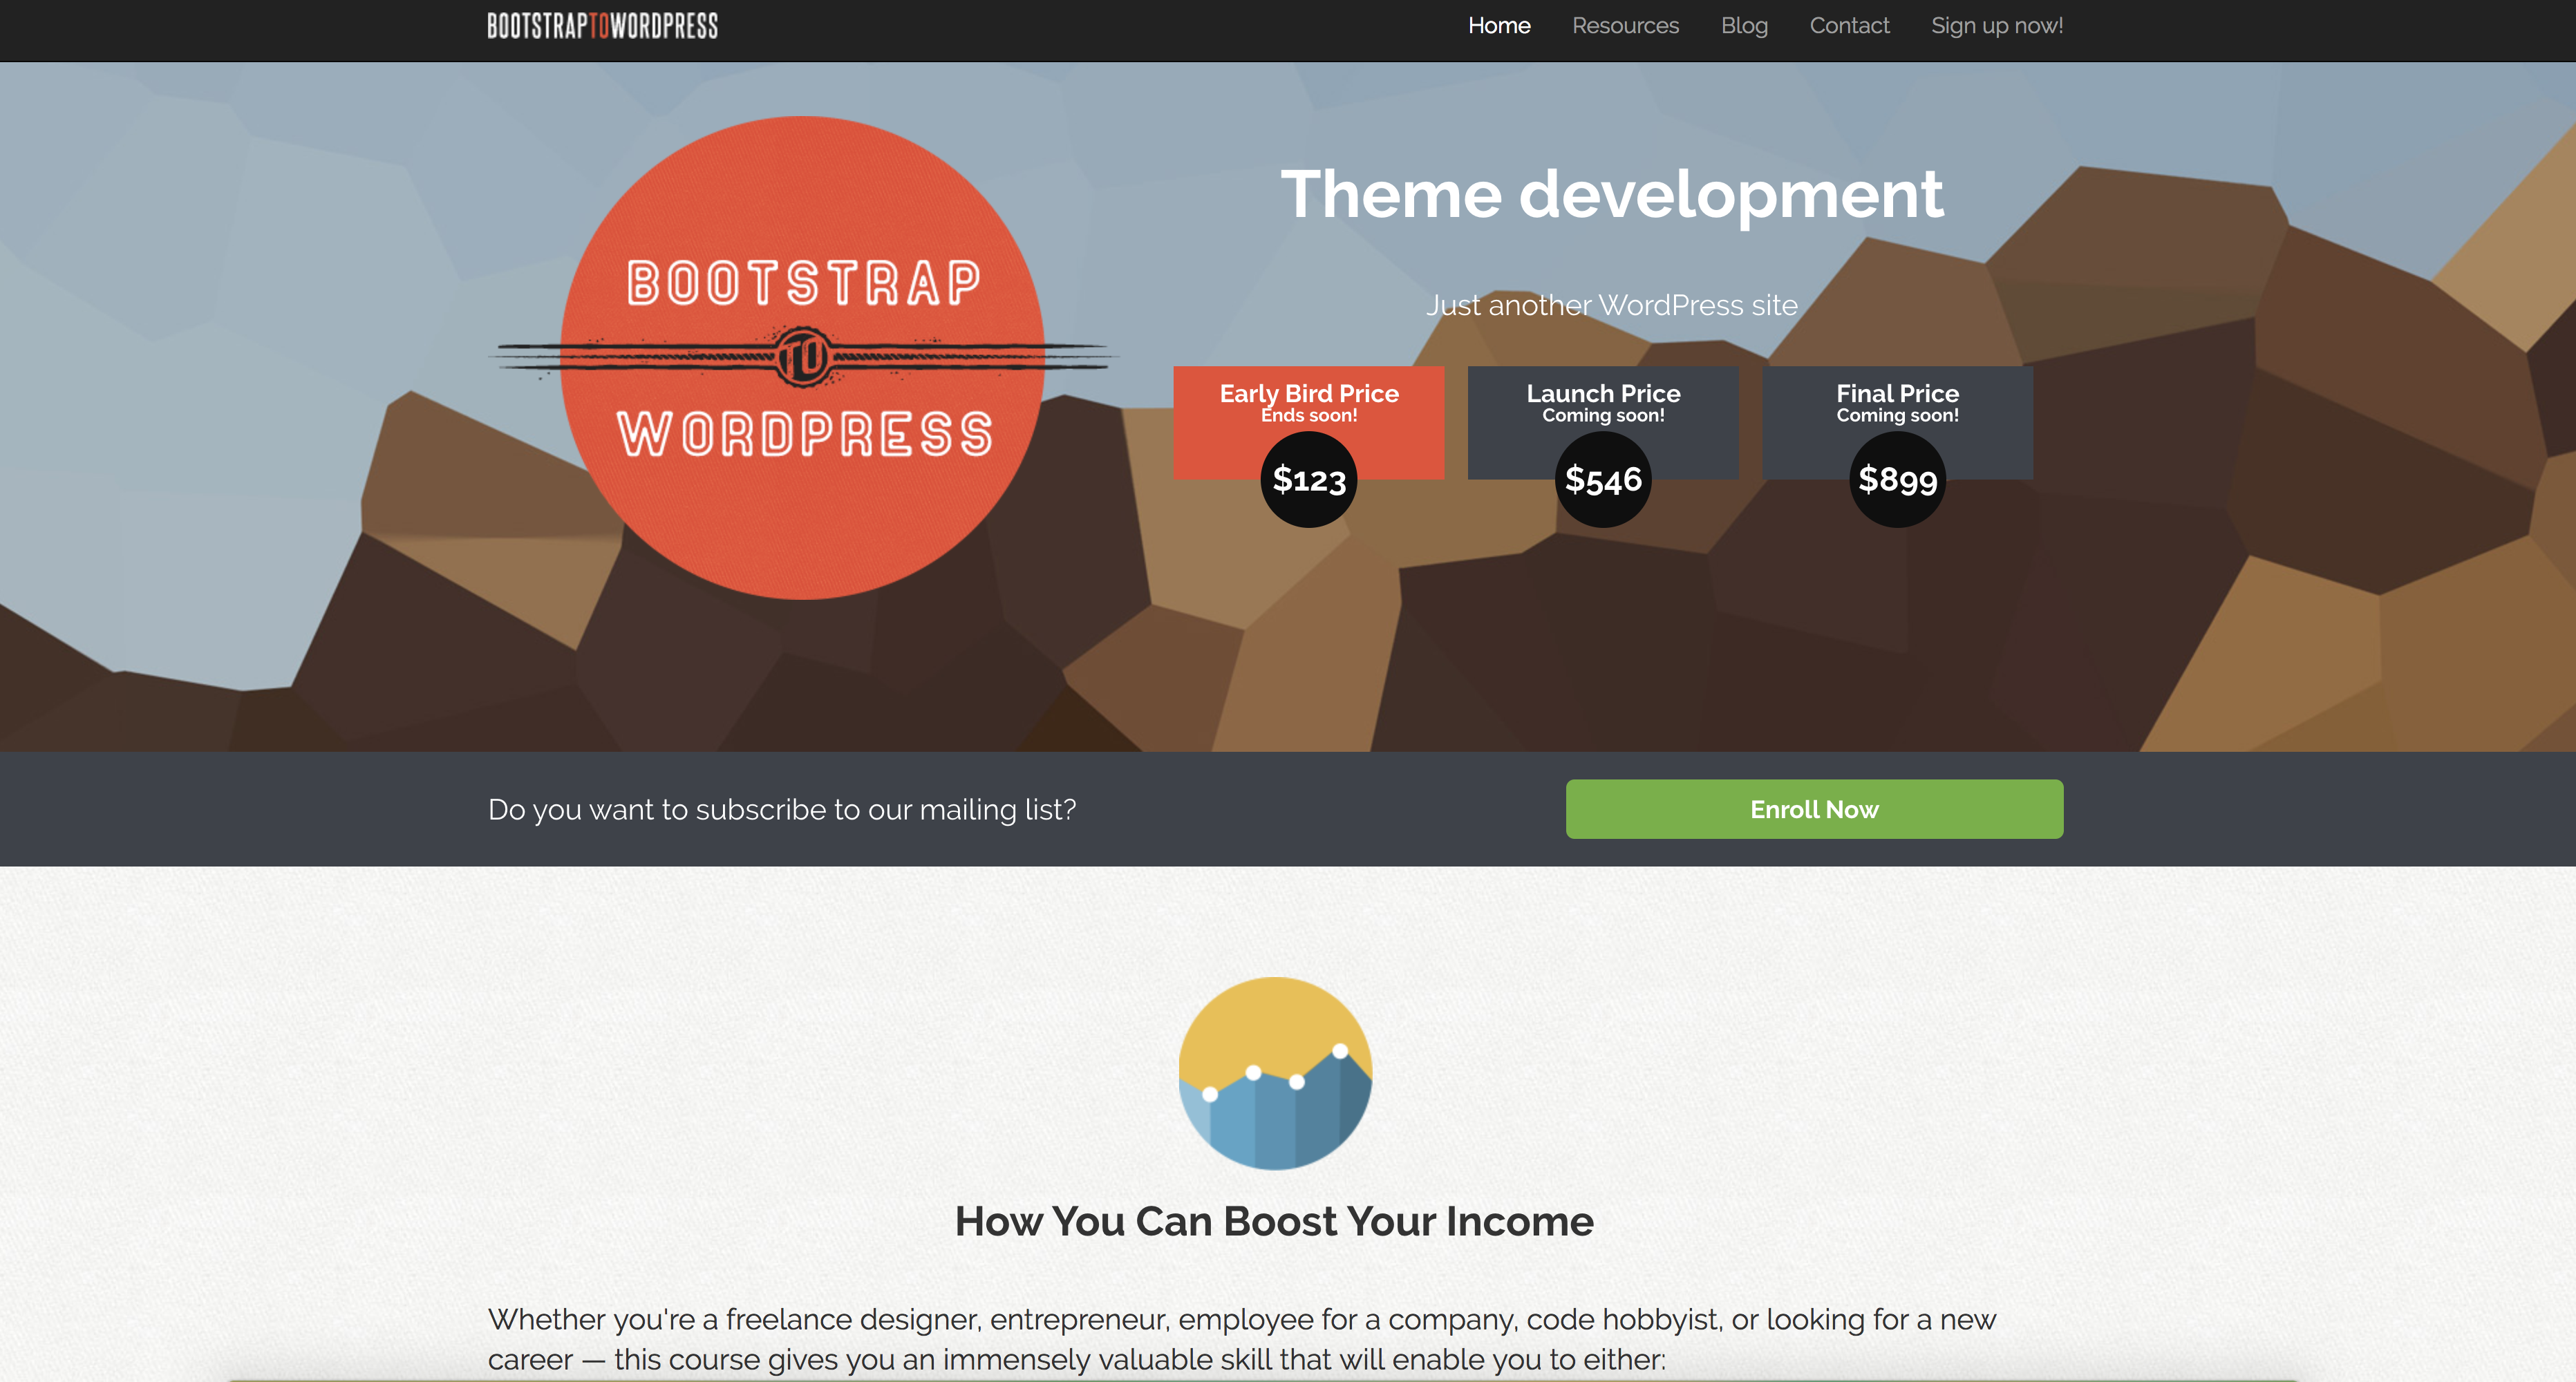 BOOTSTRAPTOWORDPRESS
Home Resources Blog Contact Sign up now!
BOOTSTRAP
TO
WORDPRESS
Theme development
Just another WordPress site
Early Bird Price
Ends soon!
$123
Launch Price
Coming soon!
$546
Final Price
Coming soon!
$899
Do you want to subscribe to our mailing list?
Enroll Now
How You Can Boost Your Income
Whether you're a freelance designer, entrepreneur, employee for a company, code hobbyist, or looking for a new
career — this course gives you an immensely valuable skill that will enable you to either: